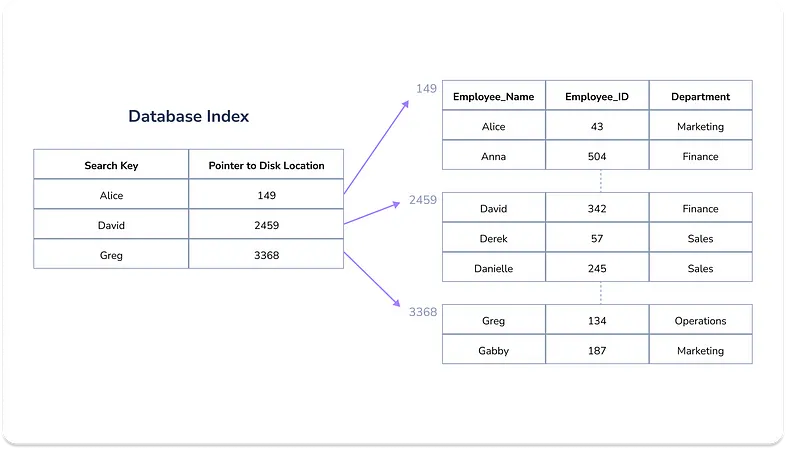 Database Index
Search Key Pointer to Disk Location
Alice 149
David 2459
Greg 3368
149
Employee_Name Employee_ID Department
Alice 43 Marketing
Anna 504 Finance
2459
David 342 Finance
Derek 57 Sales
Danielle 245 Sales
3368
Greg 134 Operations
Gabby 187 Marketing